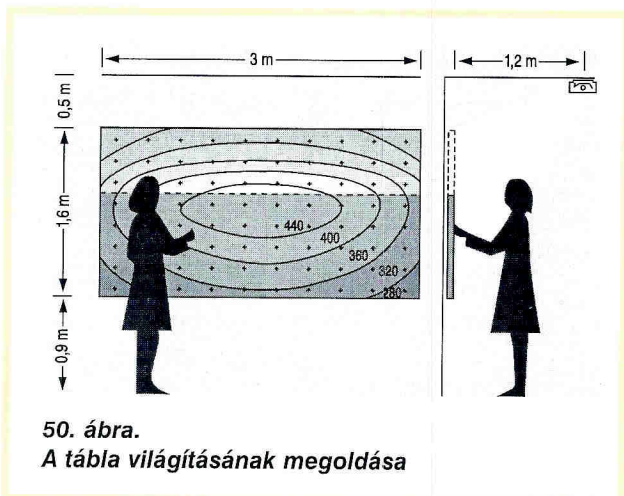 3 m
1,2 m
0,5 m
1,6 m
0,9 m
440
400
360
320
280
50. ábra.
A tábla világításának megoldása